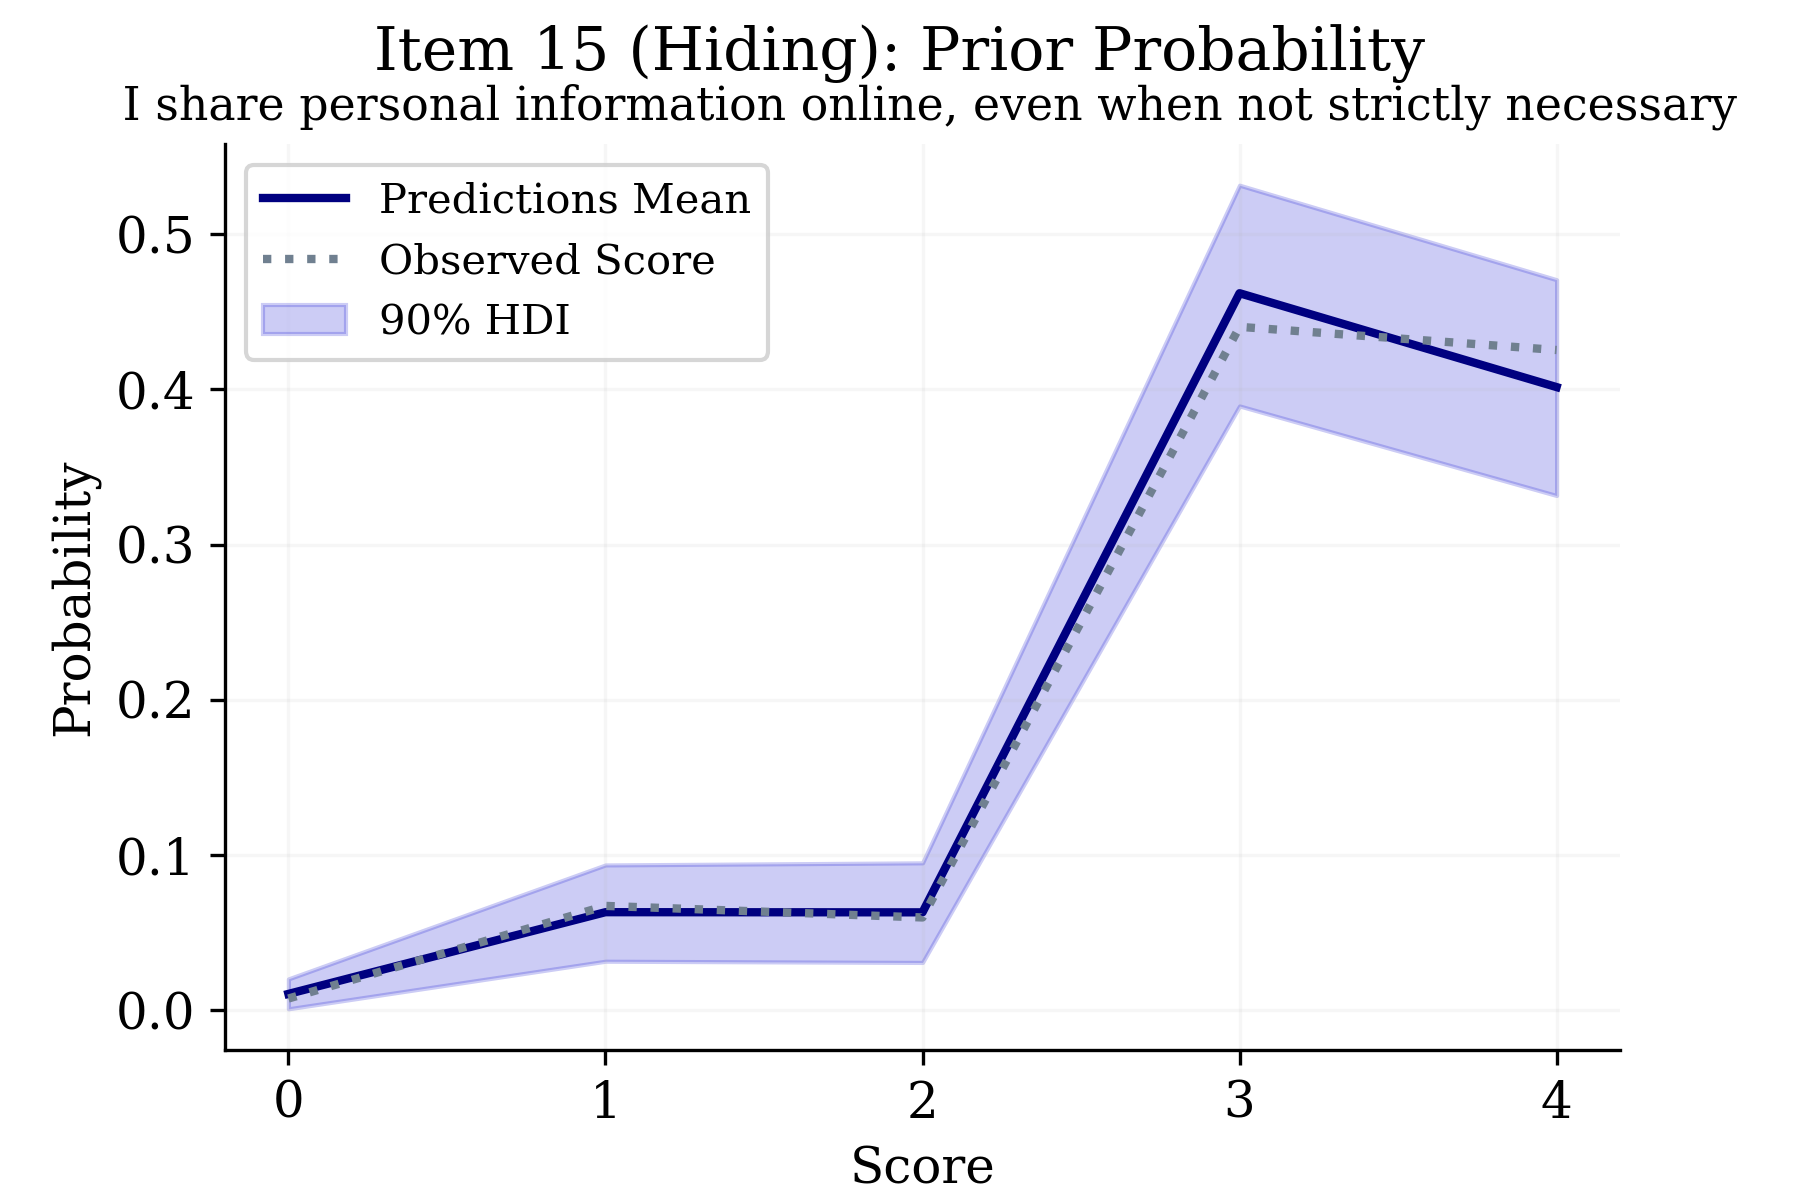 Item 15 (Hiding): Prior Probability
I share personal information online, even when not strictly necessary
Predictions Mean
Observed Score
90% HDI
Probability
0.5
0.4
0.3
0.2
0.1
0.0
0 1 2 3 4
Score